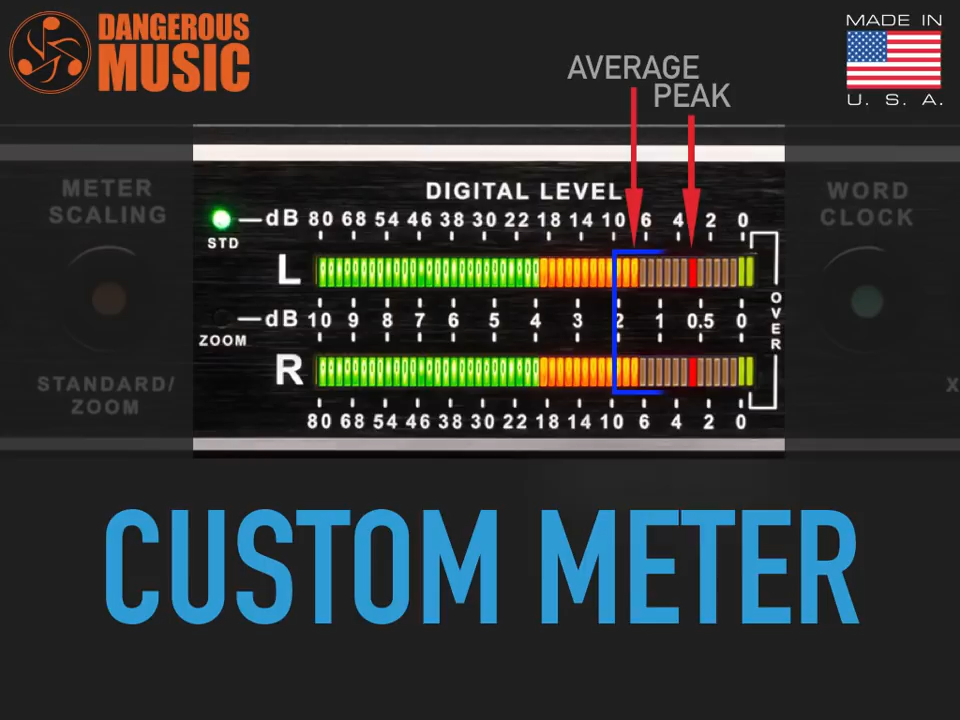 DANGEROUS
MUSIC
MADE IN
U. S. A.
AVERAGE
PEAK
METER
SCALING
DIGITAL LEVEL
WORD
CLOCK
dB 80 68 54 46 38 30 22 18 14 10 6 4 2 0
STD
L
dB 10 9 8 7 6 5 4 3 2 1 0.5 0
OVER
ZOOM
R
STANDARD/
ZOOM
X
80 68 54 46 38 30 22 18 14 10 6 4 2 0
CUSTOM METER